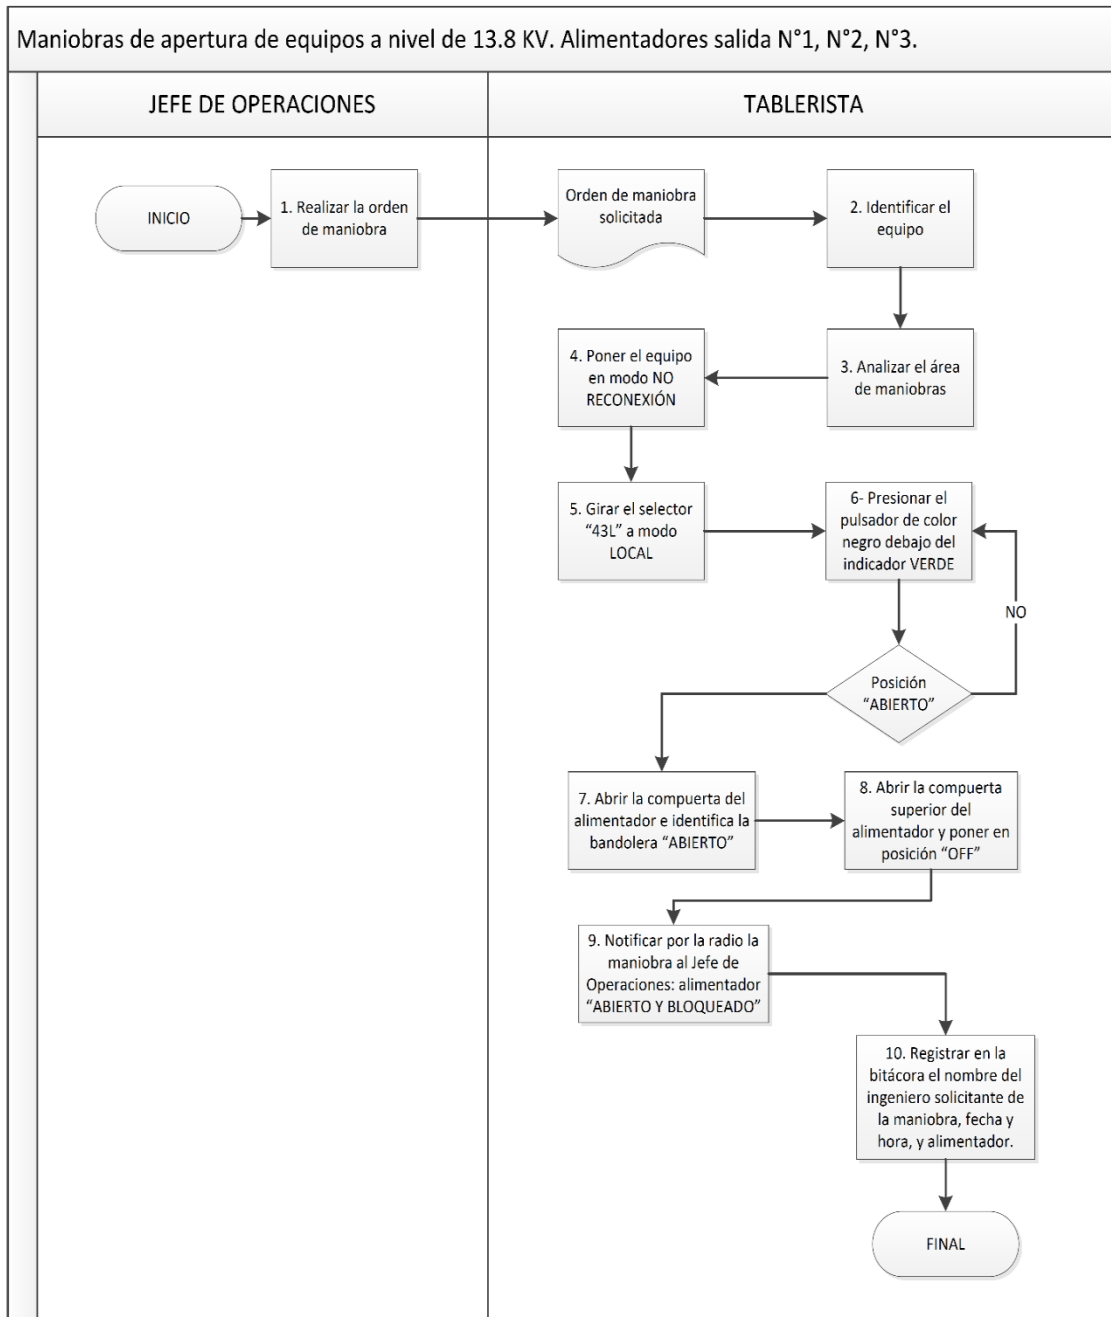 Maniobras de apertura de equipos a nivel de 13.8 KV. Alimentadores salida N°1, N°2, N°3.
JEFE DE OPERACIONES
TABLERISTA
INICIO
1. Realizar la orden
de maniobra
Orden de maniobra
solicitada
2. Identificar el
equipo
3. Analizar el área
de maniobras
4. Poner el equipo
en modo NO
RECONEXIÓN
5. Girar el selector
“43L” a modo
LOCAL
6- Presionar el
pulsador de color
negro debajo del
indicador VERDE
NO
Posición
“ABIERTO”
7. Abrir la compuerta del
alimentador e identifica la
bandolera “ABIERTO”
8. Abrir la compuerta
superior del
alimentador y poner en
posición “OFF”
9. Notificar por la radio la
maniobra al Jefe de
Operaciones: alimentador
“ABIERTO Y BLOQUEADO”
10. Registrar en la
bitácora el nombre del
ingeniero solicitante de
la maniobra, fecha y
hora, y alimentador.
FINAL